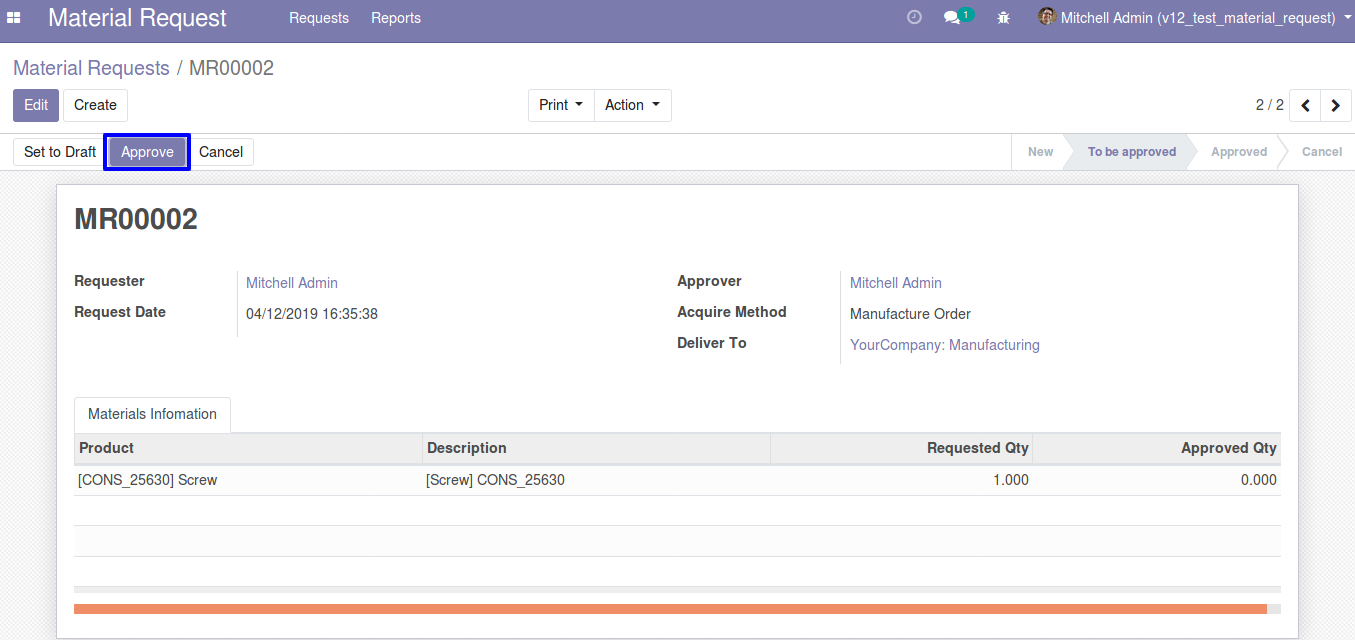 Material Request Requests Reports 1 Mitchell Admin (v12_test_material_request)
Material Requests / MR00002
Edit Create Print Action 2 / 2
Set to Draft Approve Cancel New To be approved Approved Cancel
MR00002
Requester Mitchell Admin Approver Mitchell Admin
Request Date 04/12/2019 16:35:38 Acquire Method Manufacture Order
Deliver To YourCompany: Manufacturing
Materials Infomation
Product Description Requested Qty Approved Qty
[CONS_25630] Screw [Screw] CONS_25630 1.000 0.000